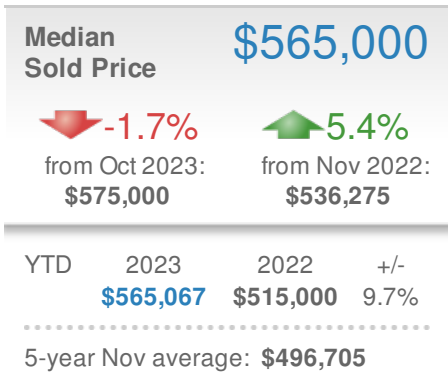 Median
Sold Price
$565,000
-1.7%
5.4%
from Oct 2023:
from Nov 2022:
$575,000
$536,275
YTD 2023 2022 +/-
$565,067 $515,000 9.7%
5-year Nov average: $496,705